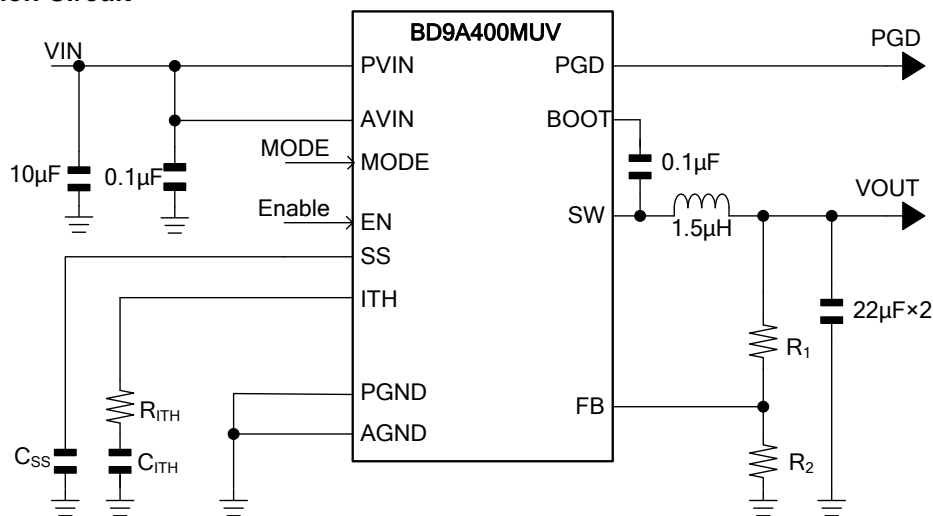 BD9A400MUV
VIN
PVIN
PGD
PGD
AVIN
BOOT
MODE
MODE
10µF
0.1µF
0.1µF
VOUT
Enable
EN
SW
1.5µH
SS
ITH
22µF×2
R1
PGND
FB
RITH
AGND
CSS
CITH
R2